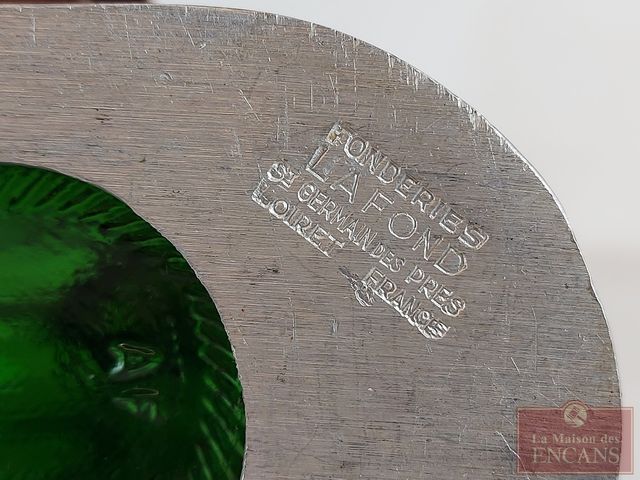 FONDERIES
LAFOND
ST GERMAIN DES PRES
LOIRET FRANCE
La Maison des
ENCANS